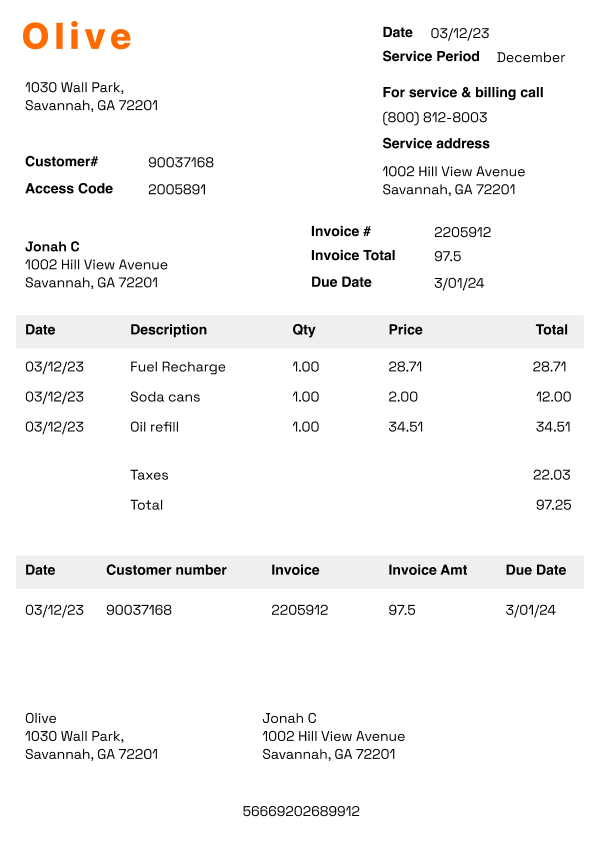 Olive
Date 03/12/23
Service Period December
1030 Wall Park,
Savannah, GA 72201
For service & billing call
(800) 812-8003
Service address
1002 Hill View Avenue
Savannah, GA 72201
Customer# 90037168
Access Code 2005891
Invoice # 2205912
Invoice Total 97.5
Due Date 3/01/24
Jonah C
1002 Hill View Avenue
Savannah, GA 72201
Date Description Qty Price Total
03/12/23 Fuel Recharge 1.00 28.71 28.71
03/12/23 Soda cans 1.00 2.00 12.00
03/12/23 Oil refill 1.00 34.51 34.51
Taxes 22.03
Total 97.25
Date Customer number Invoice Invoice Amt Due Date
03/12/23 90037168 2205912 97.5 3/01/24
Olive
1030 Wall Park,
Savannah, GA 72201
Jonah C
1002 Hill View Avenue
Savannah, GA 72201
56669202689912